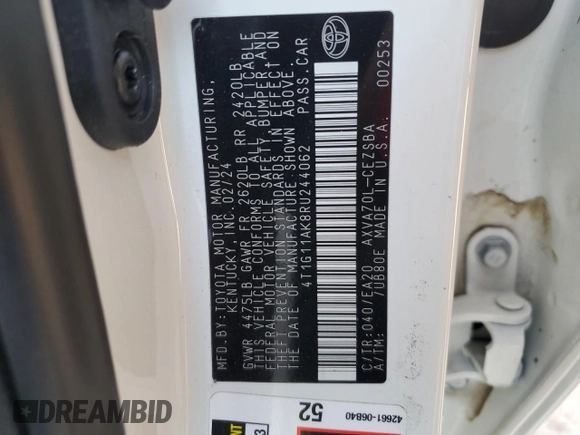 MFD. BY: TOYOTA MOTOR MANUFACTURING,
KENTUCKY, INC. 02/24
GVWR 4475LB GAWR FR 2620LB RR 2420LB
THIS VEHICLE CONFORMS TO ALL APPLICABLE
FEDERAL MOTOR VEHICLE SAFETY, BUMPER AND
THEFT PREVENTION STANDARDS IN EFFECT ON
THE DATE OF MANUFACTURE SHOWN ABOVE.
4T1G11AK8RU244062 PASS.CAR
C/TR:040/EA20 AXVA70L-CEZSBA
A/TM: /UB80E MADE IN U.S.A. 00253
52
42661-06B40
DREAMBID